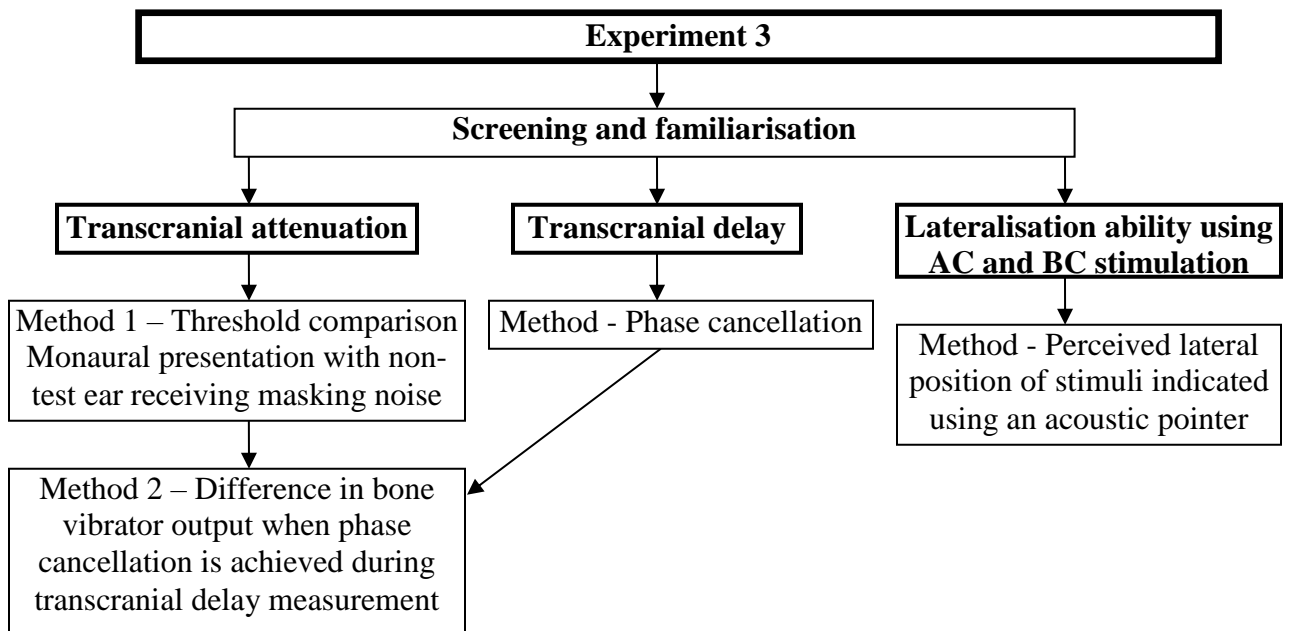 Experiment 3
Screening and familiarisation
Transcranial attenuation
Transcranial delay
Lateralisation ability using
AC and BC stimulation
Method 1 – Threshold comparison
Monaural presentation with non-
test ear receiving masking noise
Method - Phase cancellation
Method - Perceived lateral
position of stimuli indicated
using an acoustic pointer
Method 2 – Difference in bone
vibrator output when phase
cancellation is achieved during
transcranial delay measurement